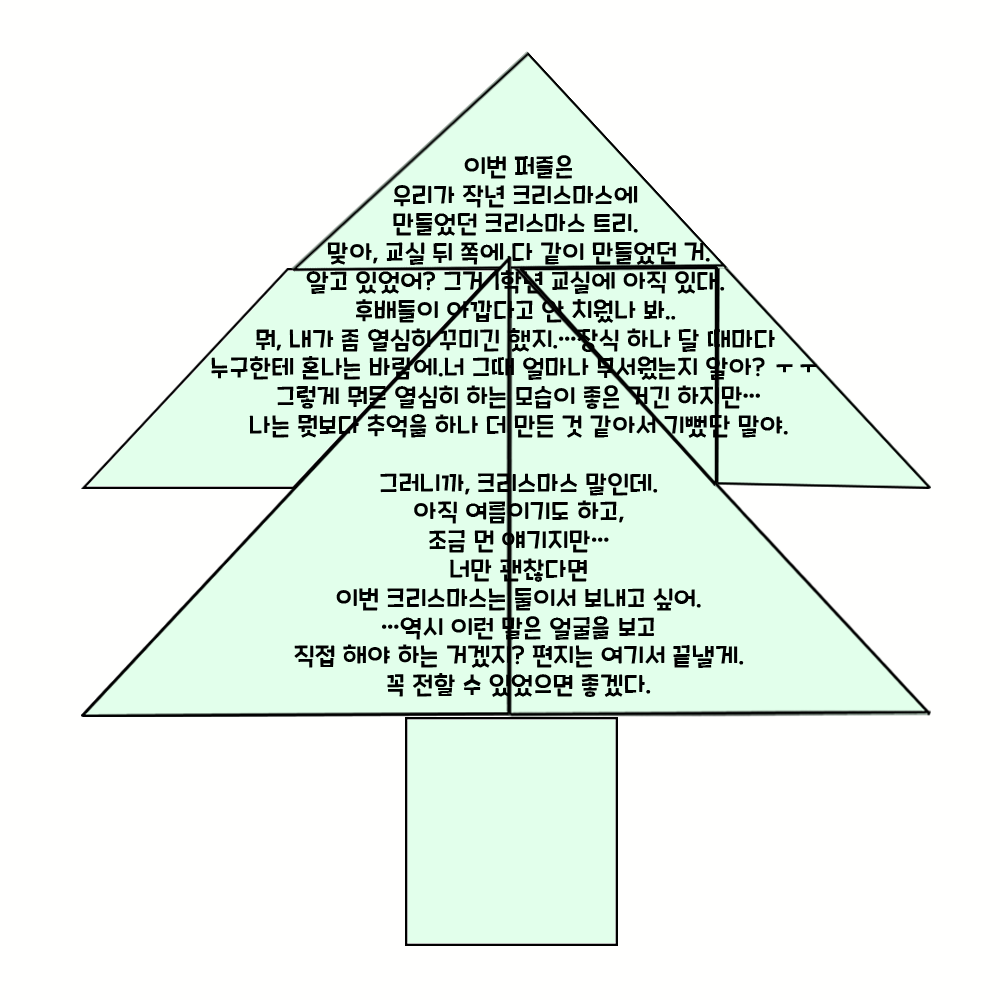 이번 퍼즐은
우리가 작년 크리스마스에
만들었던 크리스마스 트리.
맞아, 교실 뒤 쪽에 다 같이 만들었던 거.
알고 있었어? 그거 1학년 교실에 아직 있다.
후배들이 아깝다고 안 치웠나 봐..
뭐, 내가 좀 열심히 꾸미긴 했지.…장식 하나 달 때마다
누구한테 혼나는 바람에.너 그때 얼마나 무서웠는지 알아? ㅜㅜ
그렇게 뭐든 열심히 하는 모습이 좋은 거긴 하지만…
나는 뭣보다 추억을 하나 더 만든 것 같아서 기뻤단 말야.
그러니까, 크리스마스 말인데.
아직 여름이기도 하고,
조금 먼 얘기지만…
너만 괜찮다면
이번 크리스마스는 둘이서 보내고 싶어.
…역시 이런 말은 얼굴을 보고
직접 해야 하는 거겠지? 편지는 여기서 끝낼게.
꼭 전할 수 있었으면 좋겠다.